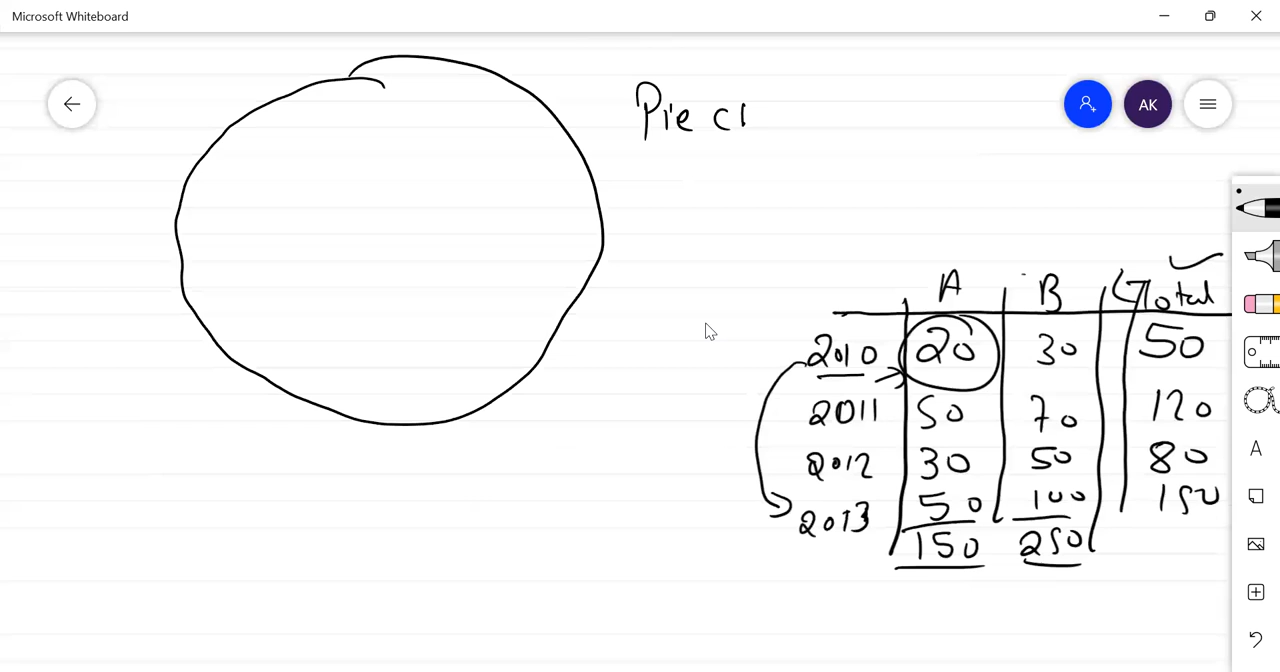 Microsoft Whiteboard
Pie
AK
A B Total
2010 20 30 50
2011 50 70 120
2012 30 50 80
2013 50 100 150
150 250
A